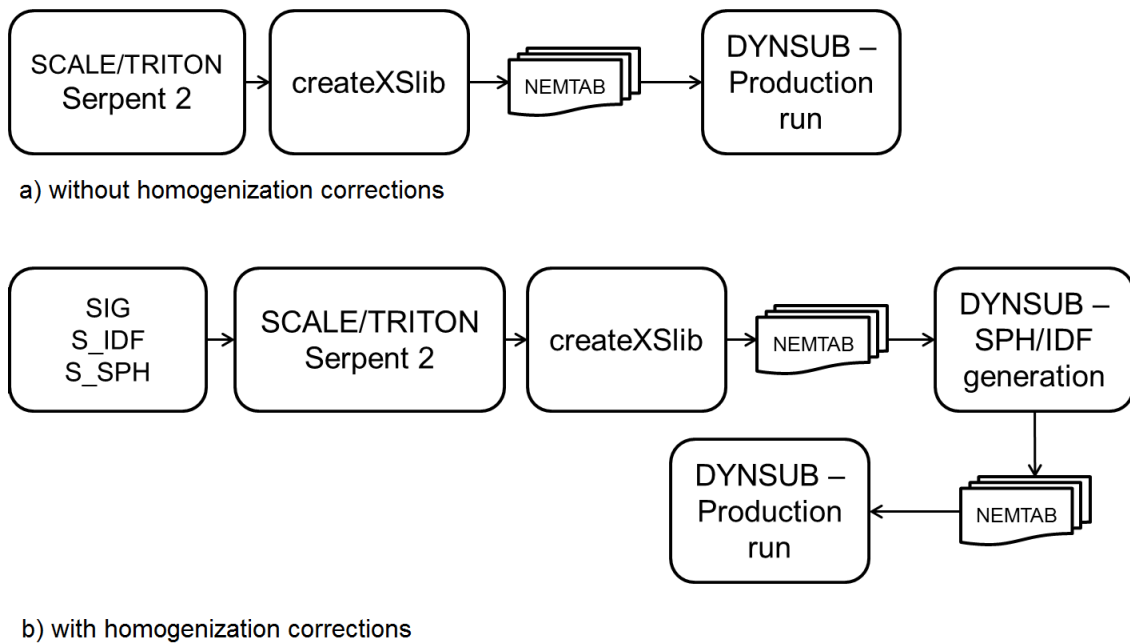 SCALE/TRITON
Serpent 2
createXSlib
NEMTAB
DYNSUB –
Production
run
a) without homogenization corrections
SIG
S_IDF
S_SPH
SCALE/TRITON
Serpent 2
createXSlib
NEMTAB
DYNSUB –
SPH/IDF
generation
NEMTAB
DYNSUB –
Production
run
b) with homogenization corrections